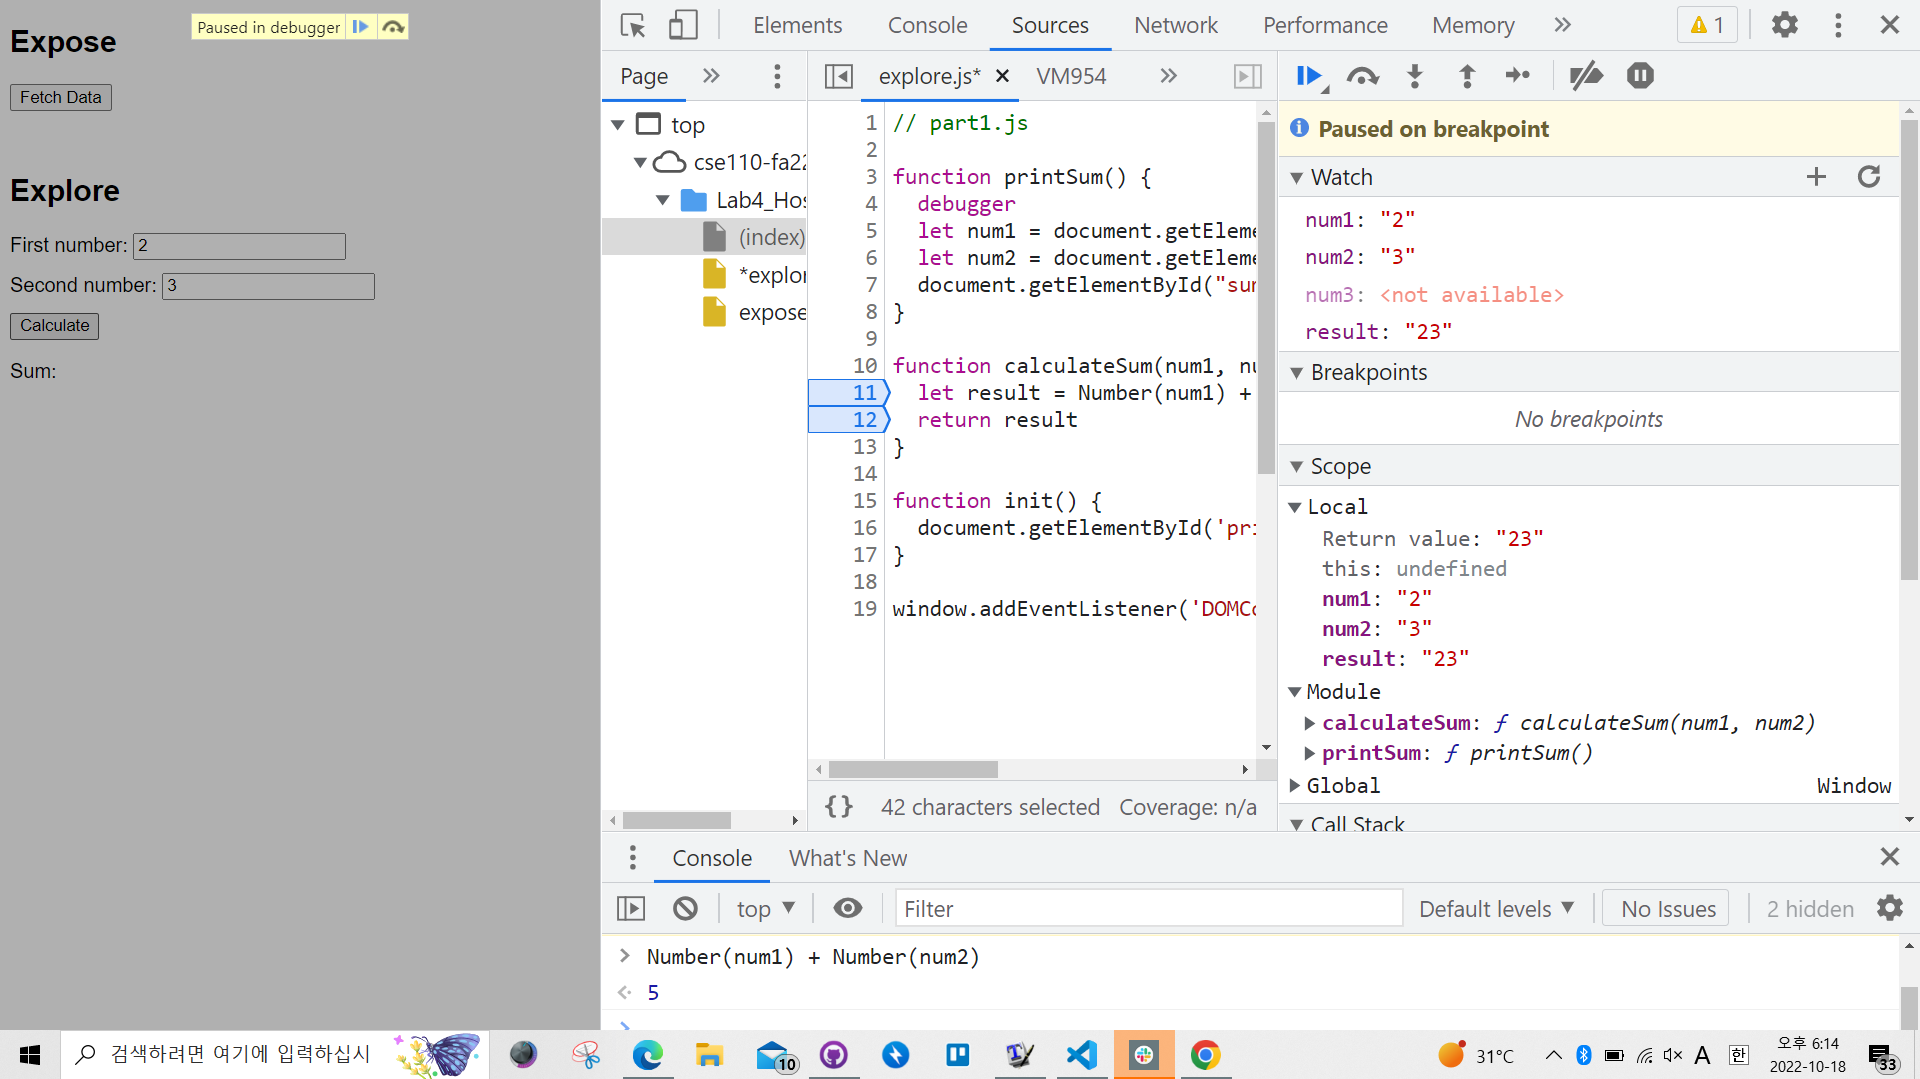 Expose
Paused in debugger
Fetch Data
Explore
First number: 2
Second number: 3
Calculate
Sum:
Elements Console Sources Network Performance Memory 1
Page
explore.js* VM954
top
cse110-fa22
Lab4_Hos
(index)
*explor
expose
1 // part1.js
2
3 function printSum() {
4 debugger
5 let num1 = document.getEleme
6 let num2 = document.getEleme
7 document.getElementById("sum
8 }
9
10 function calculateSum(num1, nu
11 let result = Number(num1) +
12 return result
13 }
14
15 function init() {
16 document.getElementById('pri
17 }
18
19 window.addEventListener('DOMCo
{} 42 characters selected Coverage: n/a
Paused on breakpoint
Watch
num1: "2"
num2: "3"
num3: <not available>
result: "23"
Breakpoints
No breakpoints
Scope
Local
Return value: "23"
this: undefined
num1: "2"
num2: "3"
result: "23"
Module
calculateSum: ƒ calculateSum(num1, num2)
printSum: ƒ printSum()
Global Window
Call Stack
Console What's New
top Filter Default levels No Issues 2 hidden
> Number(num1) + Number(num2)
5
검색하려면 여기에 입력하십시
10
31°C
A
한
오후 6:14
2022-10-18
33